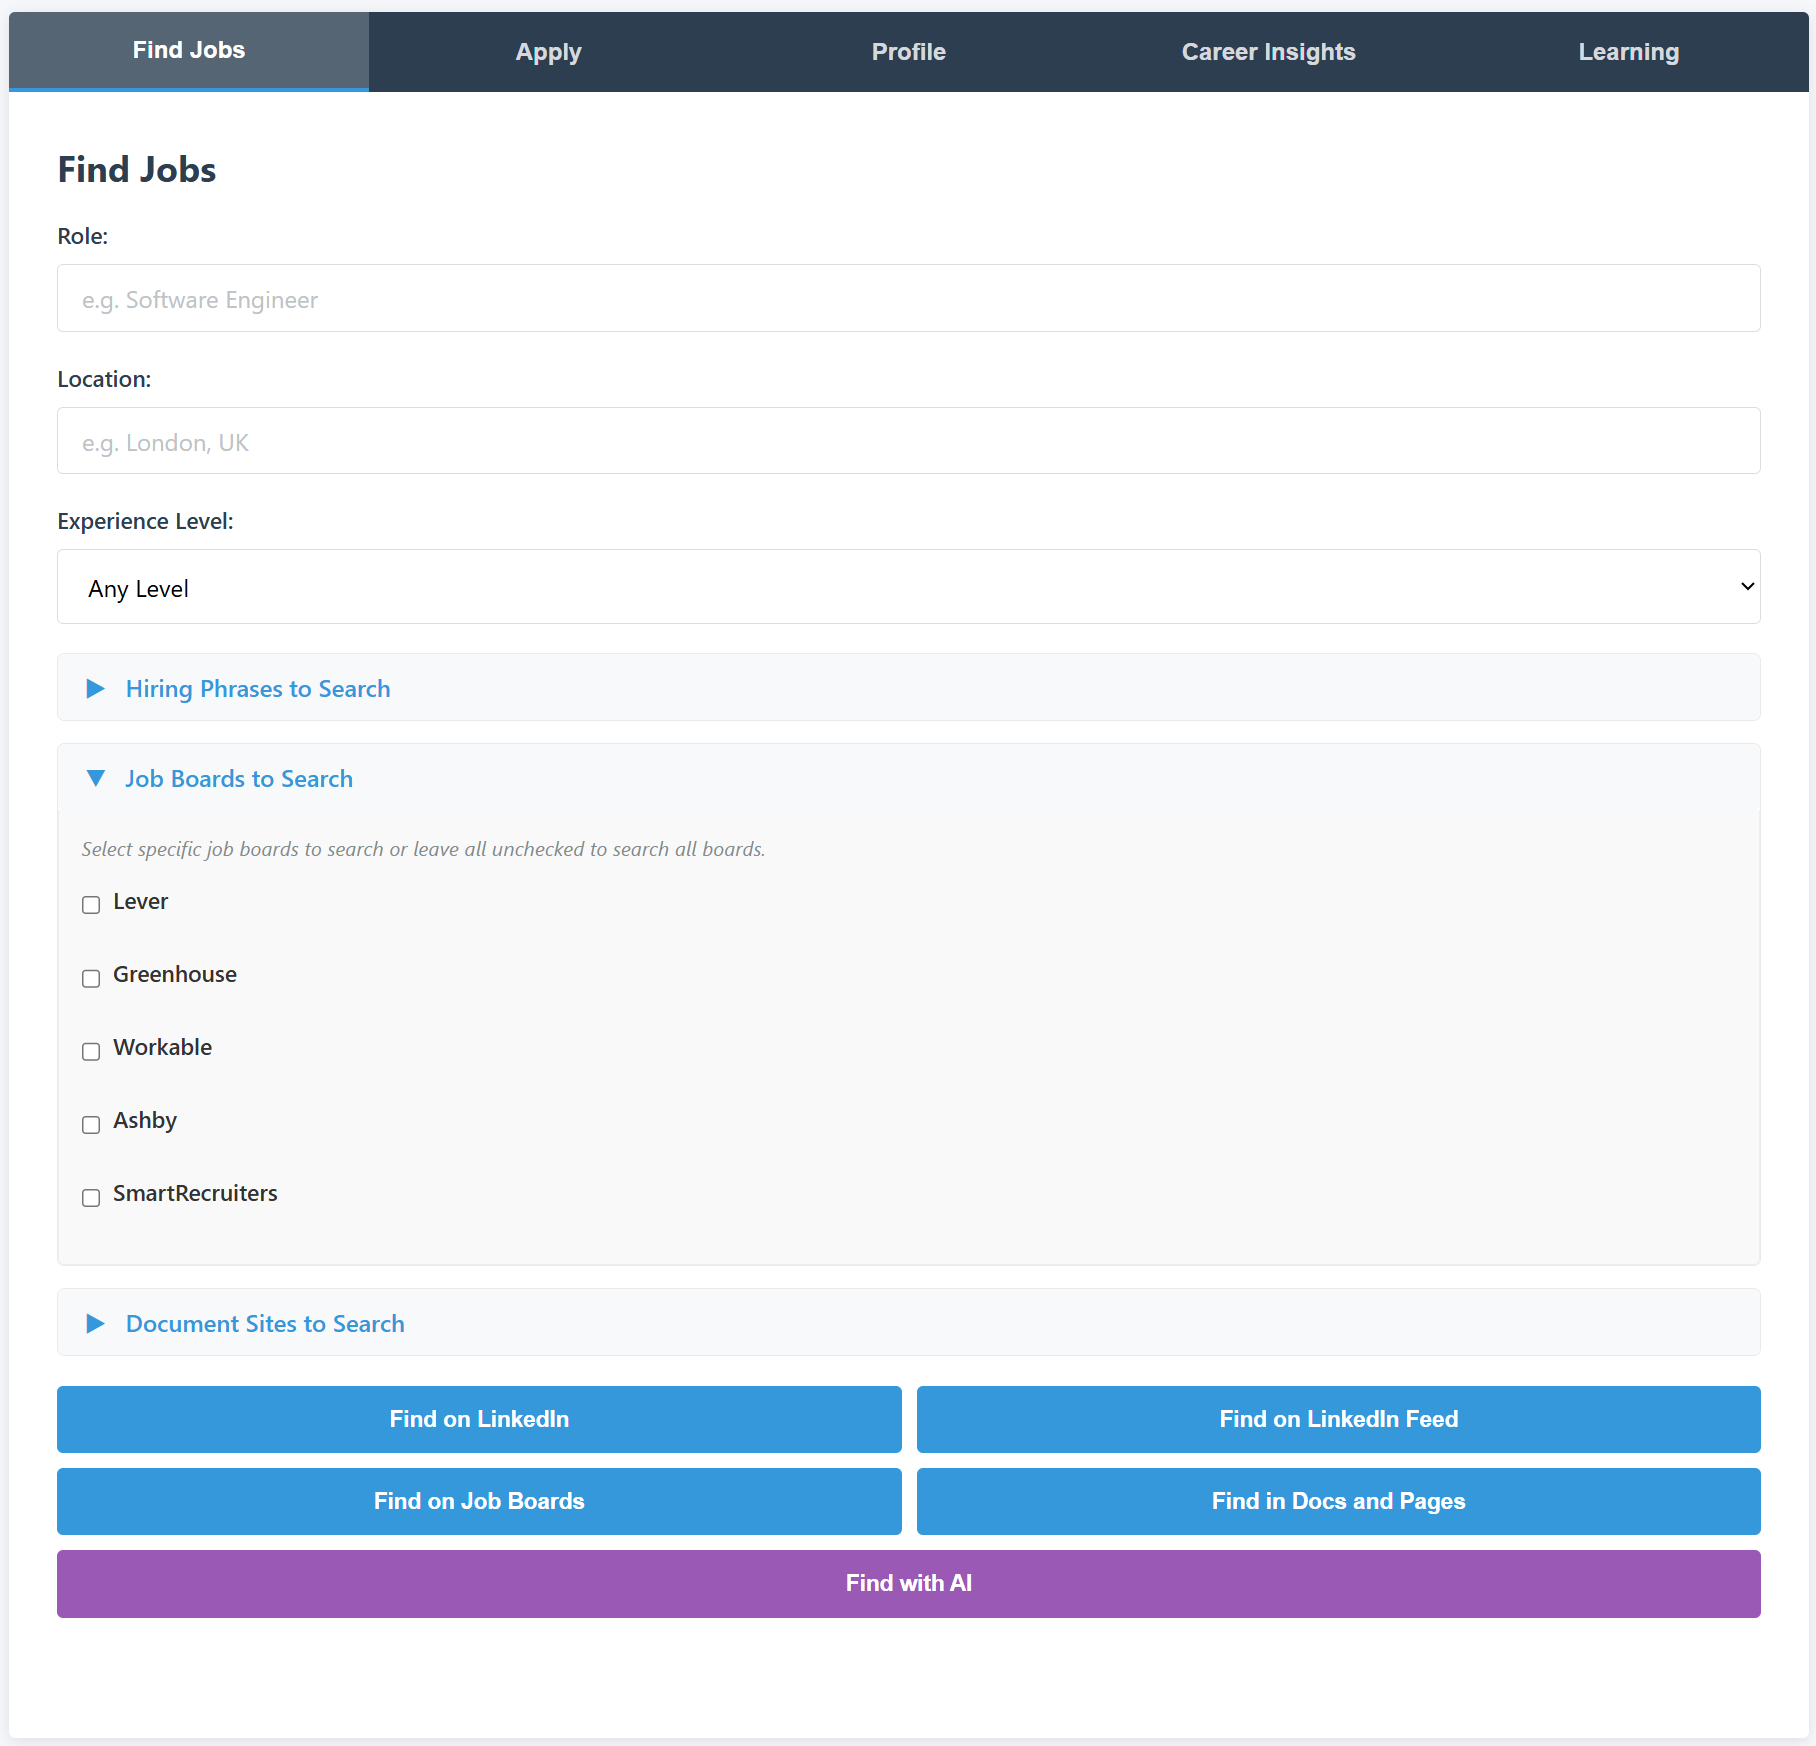 Find Jobs
Apply
Profile
Career Insights
Learning
Find Jobs
Role:
e.g. Software Engineer
Location:
e.g. London, UK
Experience Level:
Any Level
Hiring Phrases to Search
Job Boards to Search
Select specific job boards to search or leave all unchecked to search all boards.
Lever
Greenhouse
Workable
Ashby
SmartRecruiters
Document Sites to Search
Find on LinkedIn
Find on LinkedIn Feed
Find on Job Boards
Find in Docs and Pages
Find with AI